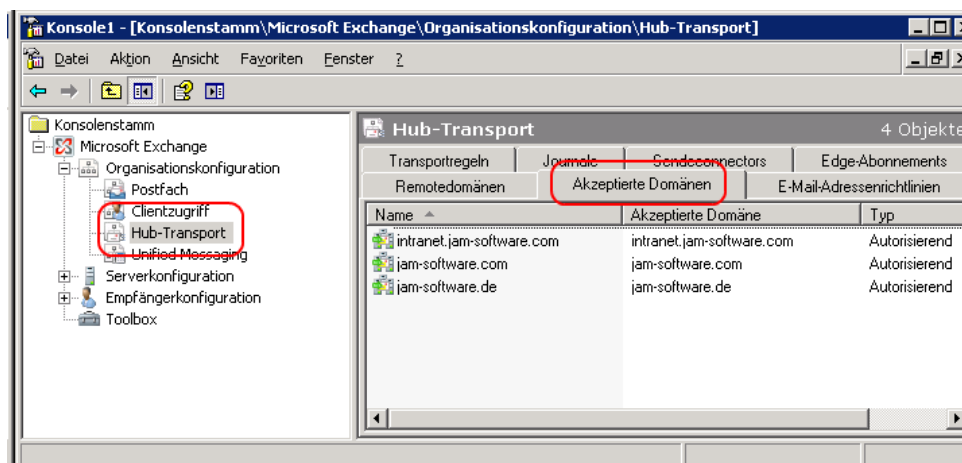 Konsole1 - [Konsolenstamm\Microsoft Exchange\Organisationskonfiguration\Hub-Transport]
Datei Aktion Ansicht Favoriten Fenster ?
Konsolenstamm
Microsoft Exchange
Organisationskonfiguration
Postfach
Clientzugriff
Hub-Transport
Unified Messaging
Serverkonfiguration
Empfängerkonfiguration
Toolbox
Hub-Transport 4 Objekte
Transportregeln Journale Sendeconnectors Edge-Abonnements
Remotedomänen Akzeptierte Domänen E-Mail-Adressenrichtlinien
Name Akzeptierte Domäne Typ
intranet.jam-software.com intranet.jam-software.com Autorisierend
jam-software.com jam-software.com Autorisierend
jam-software.de jam-software.de Autorisierend